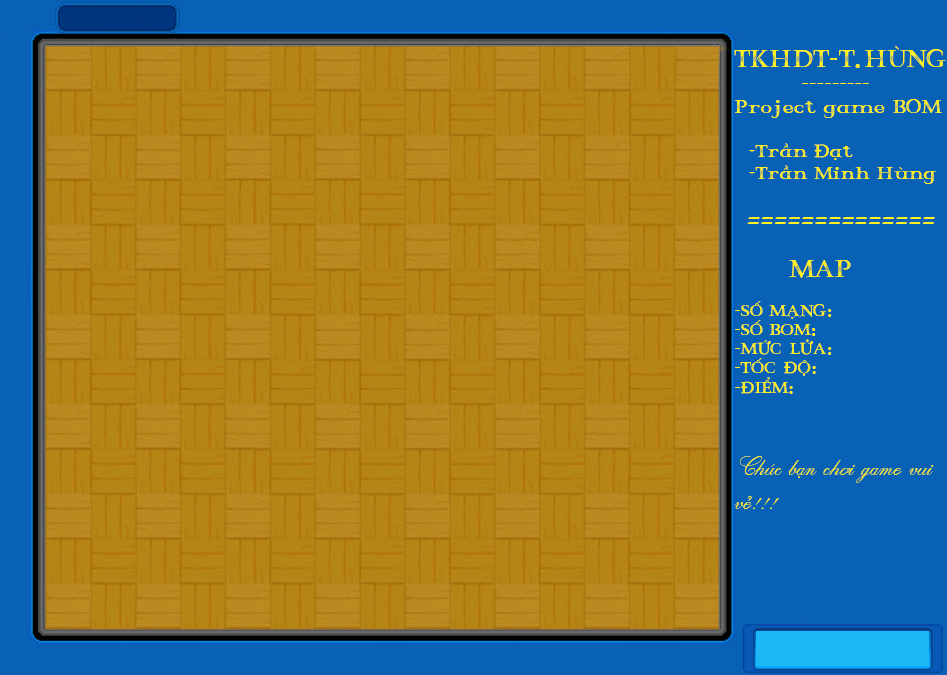 TKHDT-T.HÙNG
---------
Project game BOM
-Trần Đạt
-Trần Minh Hùng
==============
MAP
-SỐ MẠNG:
-SỐ BOM:
-MỨC LỬA:
-TỐC ĐỘ:
-ĐIỂM:
Chúc bạn chơi game vui
vẻ!!!